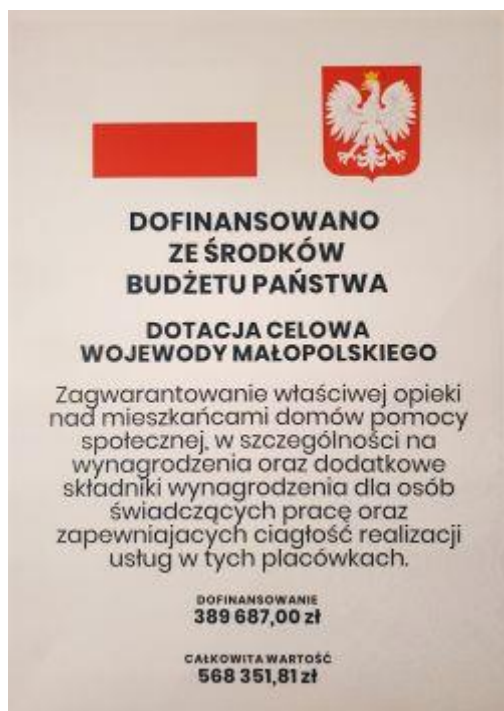 DOFINANSOWANO
ZE ŚRODKÓW
BUDŻETU PAŃSTWA
DOTACJA CELOWA
WOJEWODY MAŁOPOLSKIEGO
Zagwarantowanie właściwej opieki
nad mieszkańcami domów pomocy
społecznej, w szczególności na
wynagrodzenia oraz dodatkowe
składniki wynagrodzenia dla osób
świadczących pracę oraz
zapewniajacych ciagłość realizacji
usług w tych placówkach.
DOFINANSOWANIE
389 687,00 zł
CAŁKOWITA WARTOŚĆ
568 351,81 zł